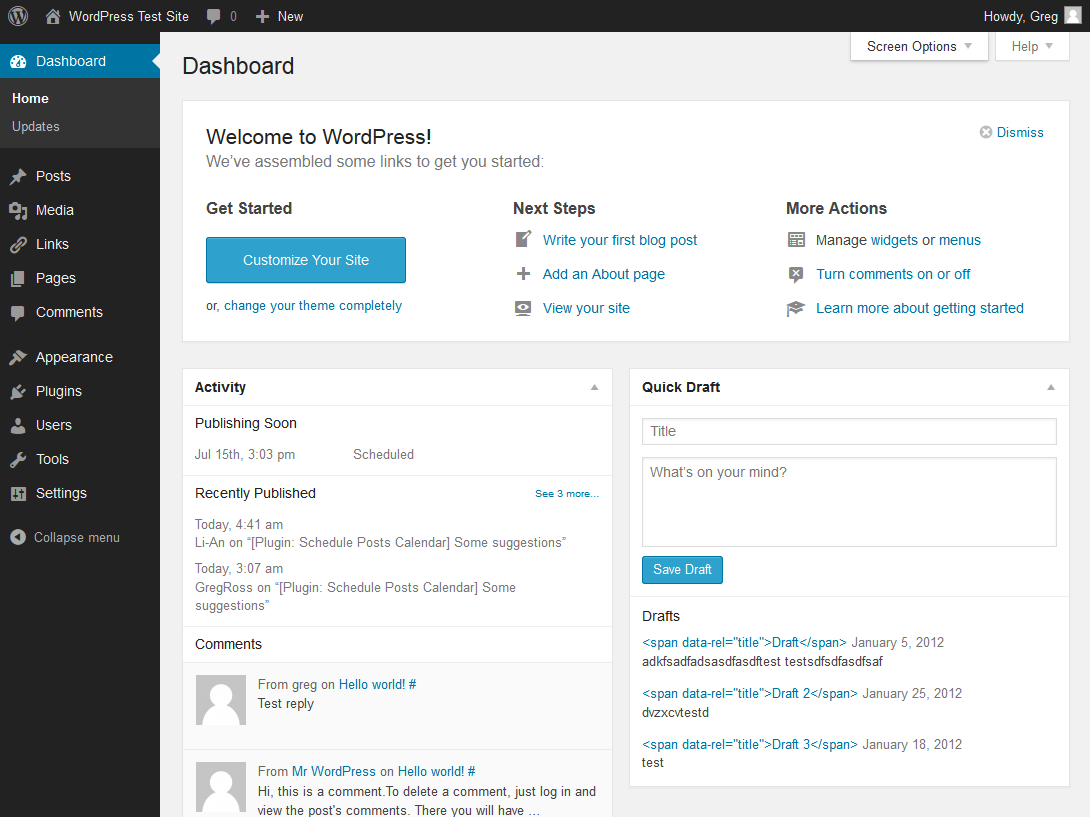 WordPress Test Site 0 New Howdy, Greg
Dashboard
Home
Updates
Posts
Media
Links
Pages
Comments
Appearance
Plugins
Users
Tools
Settings
Collapse menu
Screen Options Help
Dashboard
Welcome to WordPress!
Dismiss
We've assembled some links to get you started:
Get Started
Customize Your Site
or, change your theme completely
Next Steps
Write your first blog post
Add an About page
View your site
More Actions
Manage widgets or menus
Turn comments on or off
Learn more about getting started
Activity
Publishing Soon
Jul 15th, 3:03 pm Scheduled
Recently Published See 3 more...
Today, 4:41 am
Li-An on “[Plugin: Schedule Posts Calendar] Some suggestions”
Today, 3:07 am
GregRoss on “[Plugin: Schedule Posts Calendar] Some
suggestions”
Comments
From greg on Hello world! #
Test reply
From Mr WordPress on Hello world! #
Hi, this is a comment.To delete a comment, just log in and
view the post's comments. There you will have …
Quick Draft
Title
What's on your mind?
Save Draft
Drafts
<span data-rel="title">Draft</span> January 5, 2012
adkfsadfadsasdfasdftest testsdfsdfasdfsaf
<span data-rel="title">Draft 2</span> January 25, 2012
dvzxcvtestd
<span data-rel="title">Draft 3</span> January 18, 2012
test